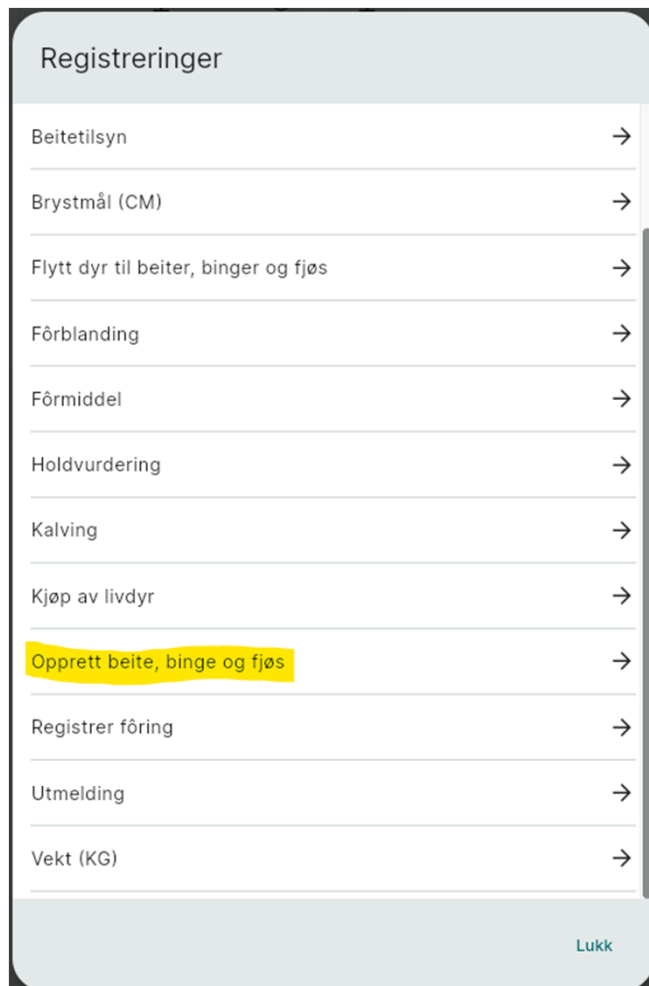 Registreringer
Beitetilsyn
Brystmål (CM)
Flytt dyr til beiter, binger og fjøs
Fôrblanding
Fôrmiddel
Holdvurdering
Kalving
Kjøp av livdyr
Opprett beite, binge og fjøs
Registrer fôring
Utmelding
Vekt (KG)
Lukk